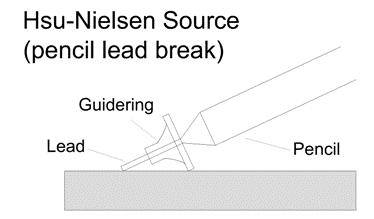 Hsu-Nielsen Source
(pencil lead break)
Guidering
Lead
Pencil